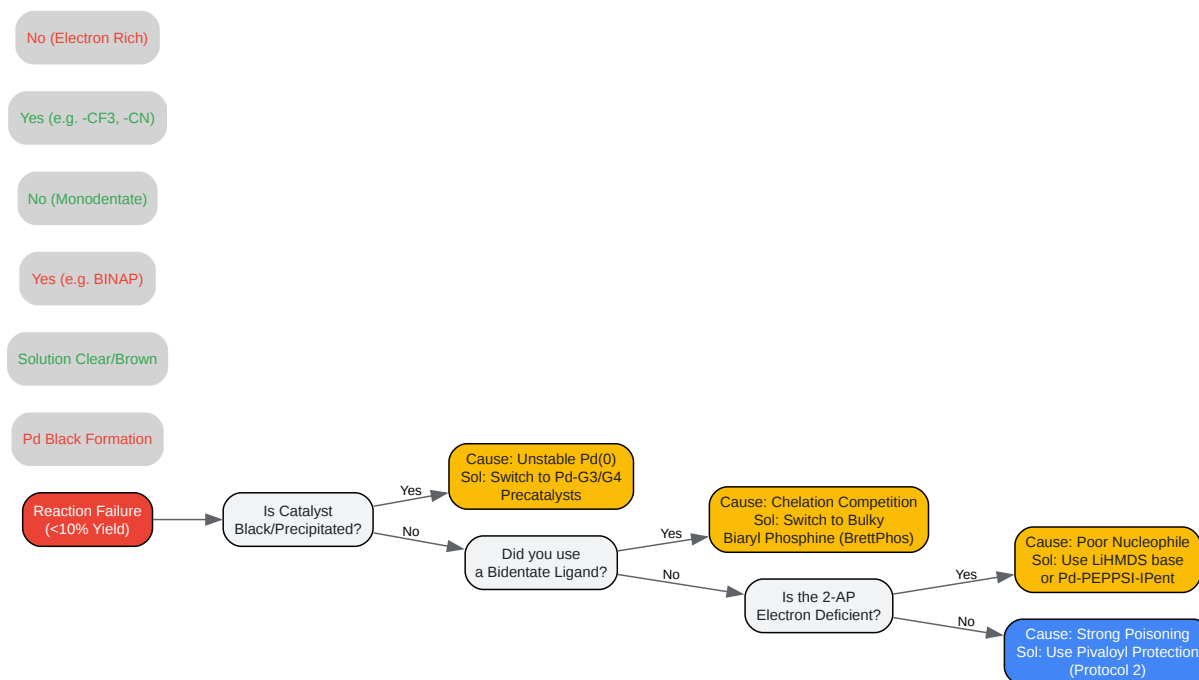 No (Electron Rich)
Yes (e.g. -CF3, -CN)
No (Monodentate)
Yes (e.g. BINAP)
Solution Clear/Brown
Pd Black Formation
Reaction Failure
(<10% Yield)
Is Catalyst
Black/Precipitated?
Yes
No
Cause: Unstable Pd(0)
Sol: Switch to Pd-G3/G4
Precatalysts
Did you use
a Bidentate Ligand?
Yes
No
Cause: Chelation Competition
Sol: Switch to Bulky
Biaryl Phosphine (BrettPhos)
Is the 2-AP
Electron Deficient?
Yes
No
Cause: Poor Nucleophile
Sol: Use LiHMDS base
or Pd-PEPPSI-IPent
Cause: Strong Poisoning
Sol: Use Pivaloyl Protection
(Protocol 2)